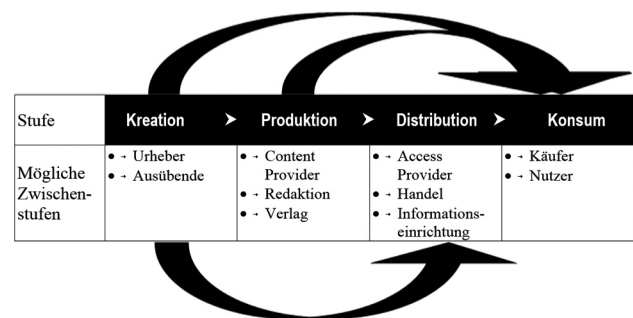 Stufe
Kreation > Produktion > Distribution > Konsum
Mögliche
Zwischen-
stufen
• → Urheber
• → Ausübende
• → Content
Provider
• → Redaktion
• → Verlag
• → Access
Provider
• → Handel
• → Informations-
einrichtung
• → Käufer
• → Nutzer